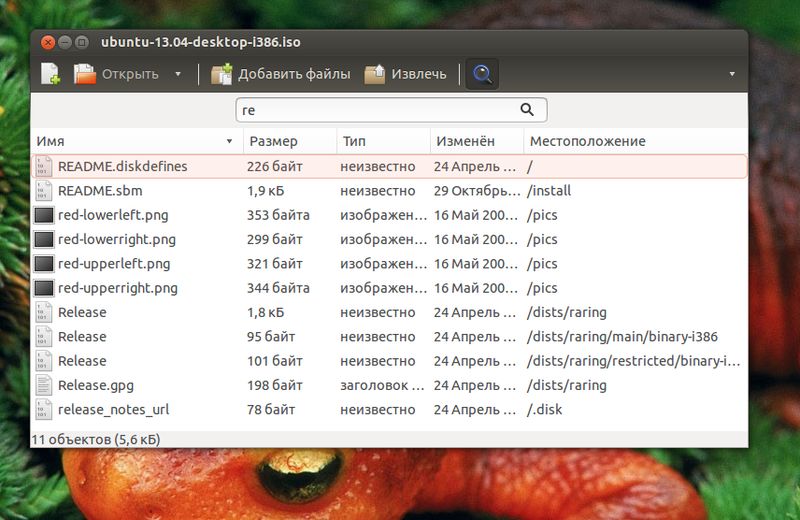 ubuntu-13.04-desktop-i386.iso
Открыть Добавить файлы Извлечь
re
Имя Размер Тип Изменён Местоположение
README.diskdefines 226 байт неизвестно 24 Апрель ... /
README.sbm 1,9 кБ неизвестно 29 Октябрь... /install
red-lowerleft.png 353 байта изображен... 16 Май 200... /pics
red-lowerright.png 299 байт изображен... 16 Май 200... /pics
red-upperleft.png 321 байт изображен... 16 Май 200... /pics
red-upperright.png 344 байта изображен... 16 Май 200... /pics
Release 1,8 кБ неизвестно 24 Апрель ... /dists/raring
Release 95 байт неизвестно 24 Апрель ... /dists/raring/main/binary-i386
Release 101 байт неизвестно 24 Апрель ... /dists/raring/restricted/binary-i...
Release.gpg 198 байт заголовок ... 24 Апрель ... /dists/raring
release_notes_url 78 байт неизвестно 24 Апрель ... /.disk
11 объектов (5,6 кБ)